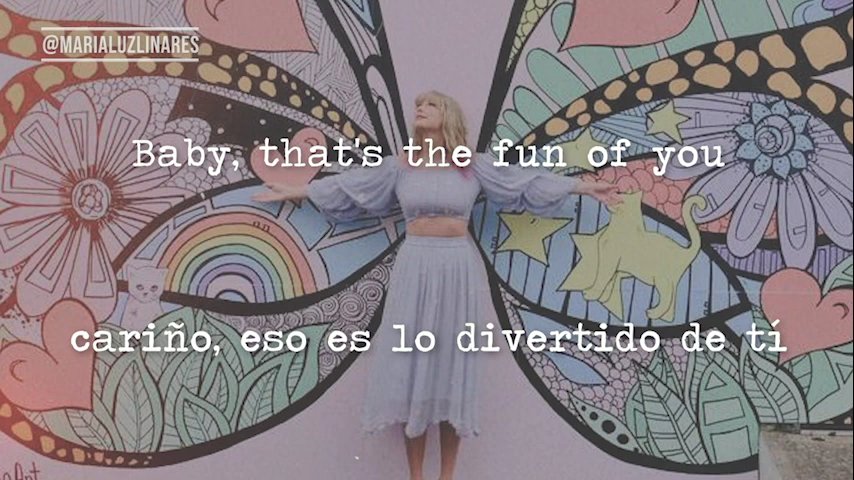 @MARIALUZLINARES
Baby, that's the fun of you
cariño, eso es lo divertido de tí